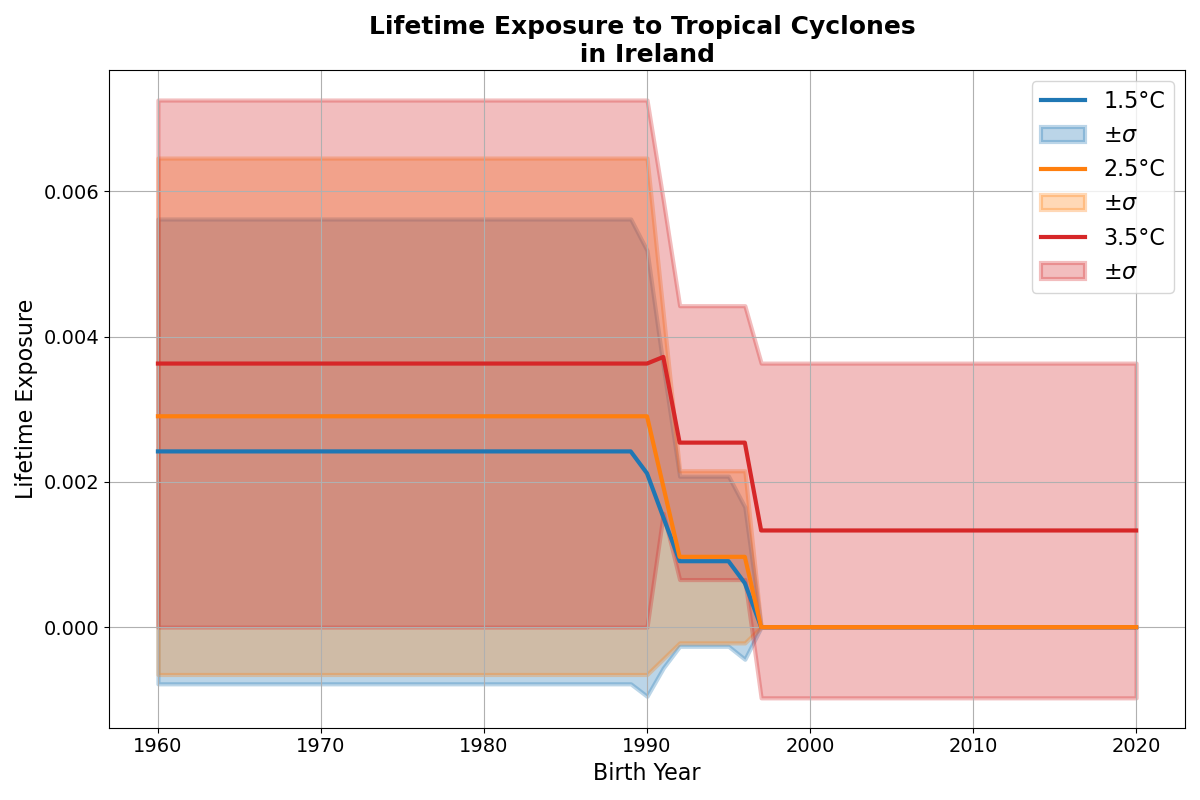 Lifetime Exposure to Tropical Cyclones
in Ireland
1.5°C
±σ
2.5°C
±σ
3.5°C
±σ
Lifetime Exposure
0.006
0.004
0.002
0.000
1960 1970 1980 1990 2000 2010 2020
Birth Year